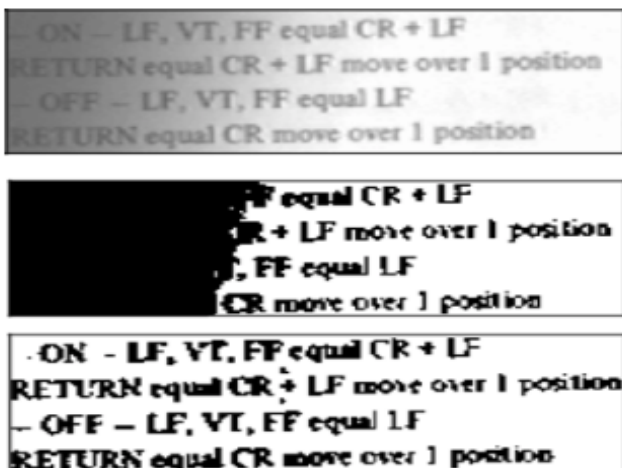 – ON – LF, VT, FF equal CR + LF
RETURN equal CR + LF move over 1 position
– OFF – LF, VT, FF equal LF
RETURN equal CR move over 1 position
FF equal CR + LF
CR + LF move over 1 position
, FF equal LF
CR move over 1 position
- ON - LF, VT, FF equal CR + LF
RETURN equal CR + LF move over 1 position
– OFF – LF, VT, FF equal LF
RETURN equal CR move over 1 position